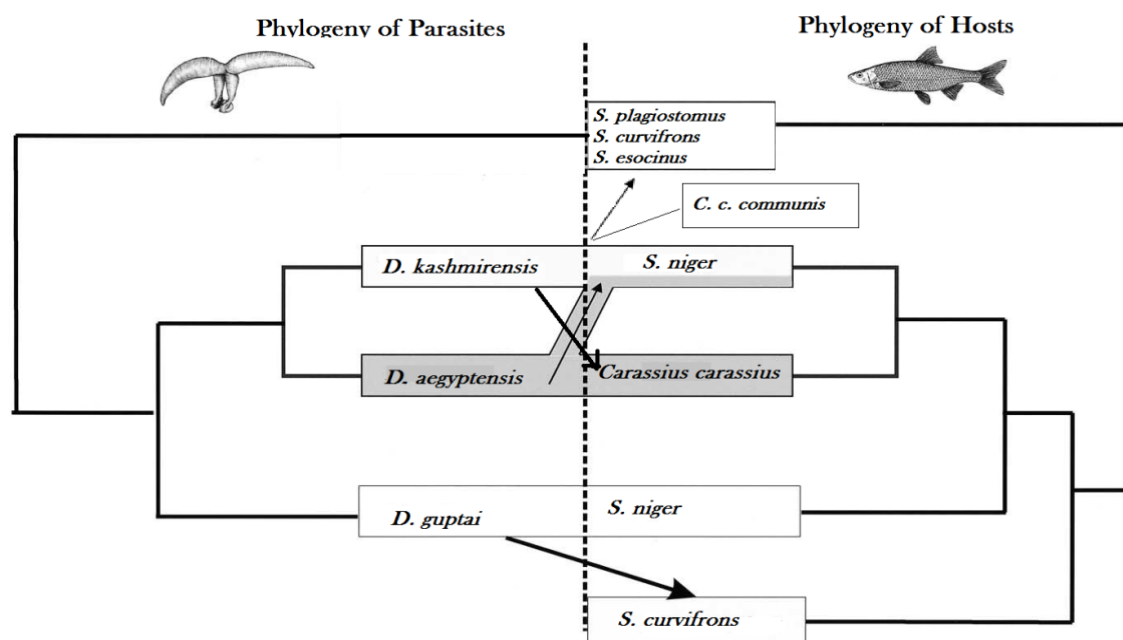 Phylogeny of Parasites
Phylogeny of Hosts
S. plagiostomus
S. curvifrons
S. esocinus
C. c. communis
D. kashmirensis
S. niger
D. aegyptensis
Carassius carassius
D. guptai
S. niger
S. curvifrons